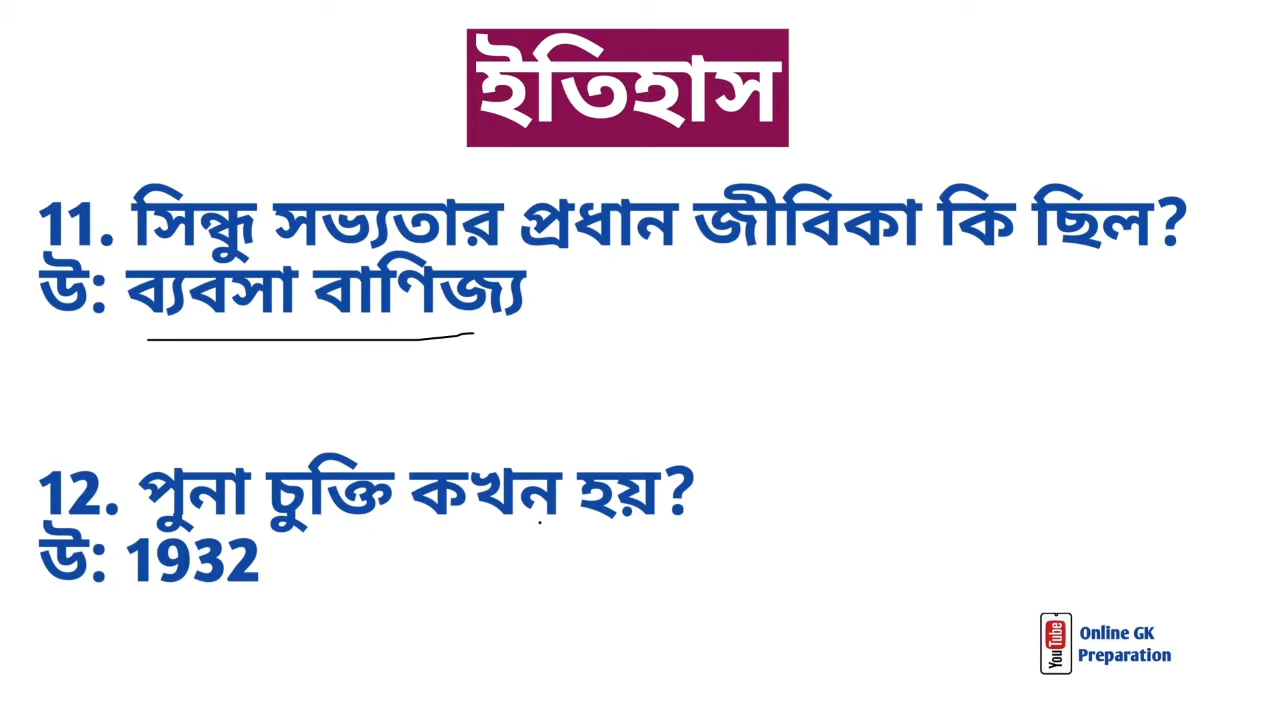 ইতিহাস
11. সিন্ধু সভ্যতার প্রধান জীবিকা কি ছিল?
উ: ব্যবসা বাণিজ্য
12. পুনা চুক্তি কখন হয়?
উ: 1932
YouTube
Online GK
Preparation